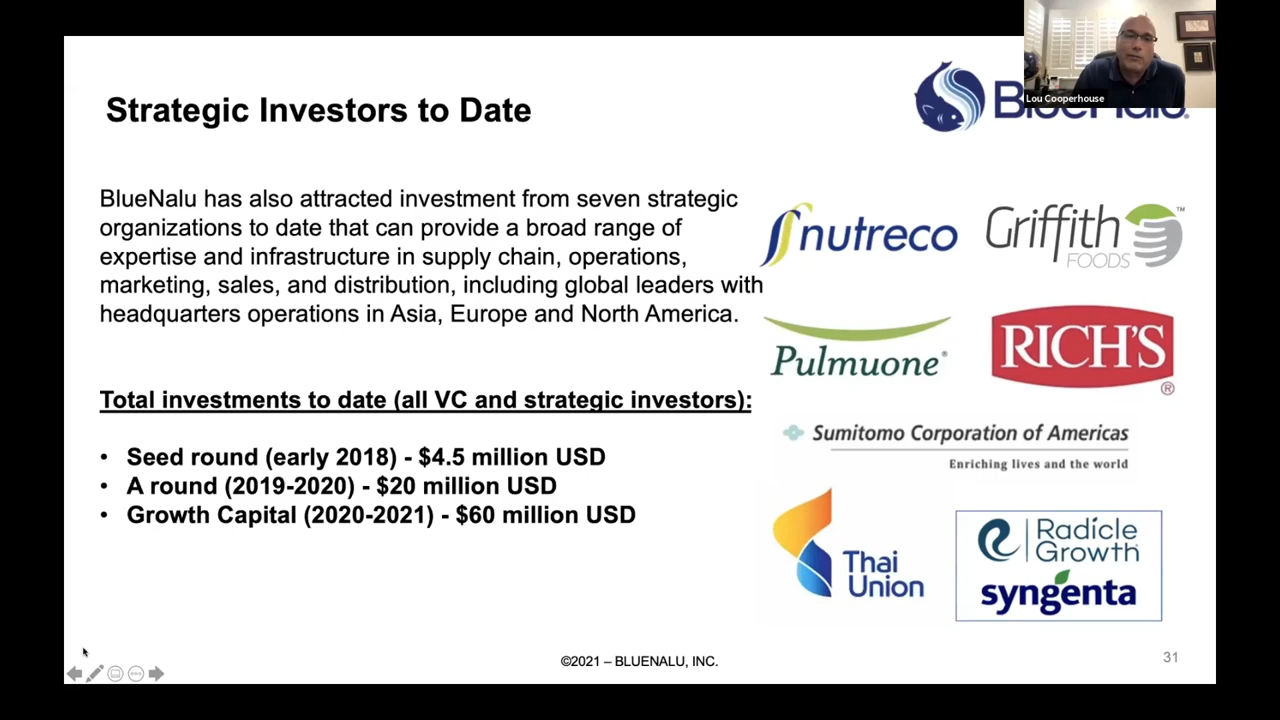 Lou Cooperhouse
Strategic Investors to Date
BlueNalu has also attracted investment from seven strategic
organizations to date that can provide a broad range of
expertise and infrastructure in supply chain, operations,
marketing, sales, and distribution, including global leaders with
headquarters operations in Asia, Europe and North America.
Total investments to date (all VC and strategic investors):
• Seed round (early 2018) - $4.5 million USD
• A round (2019-2020) - $20 million USD
• Growth Capital (2020-2021) - $60 million USD
nutreco
Griffith™
FOODS
Pulmuone®
RICH'S®
Sumitomo Corporation of Americas
Enriching lives and the world
Thai
Union
Radicle
Growth
syngenta
©2021 – BLUENALU, INC.
31